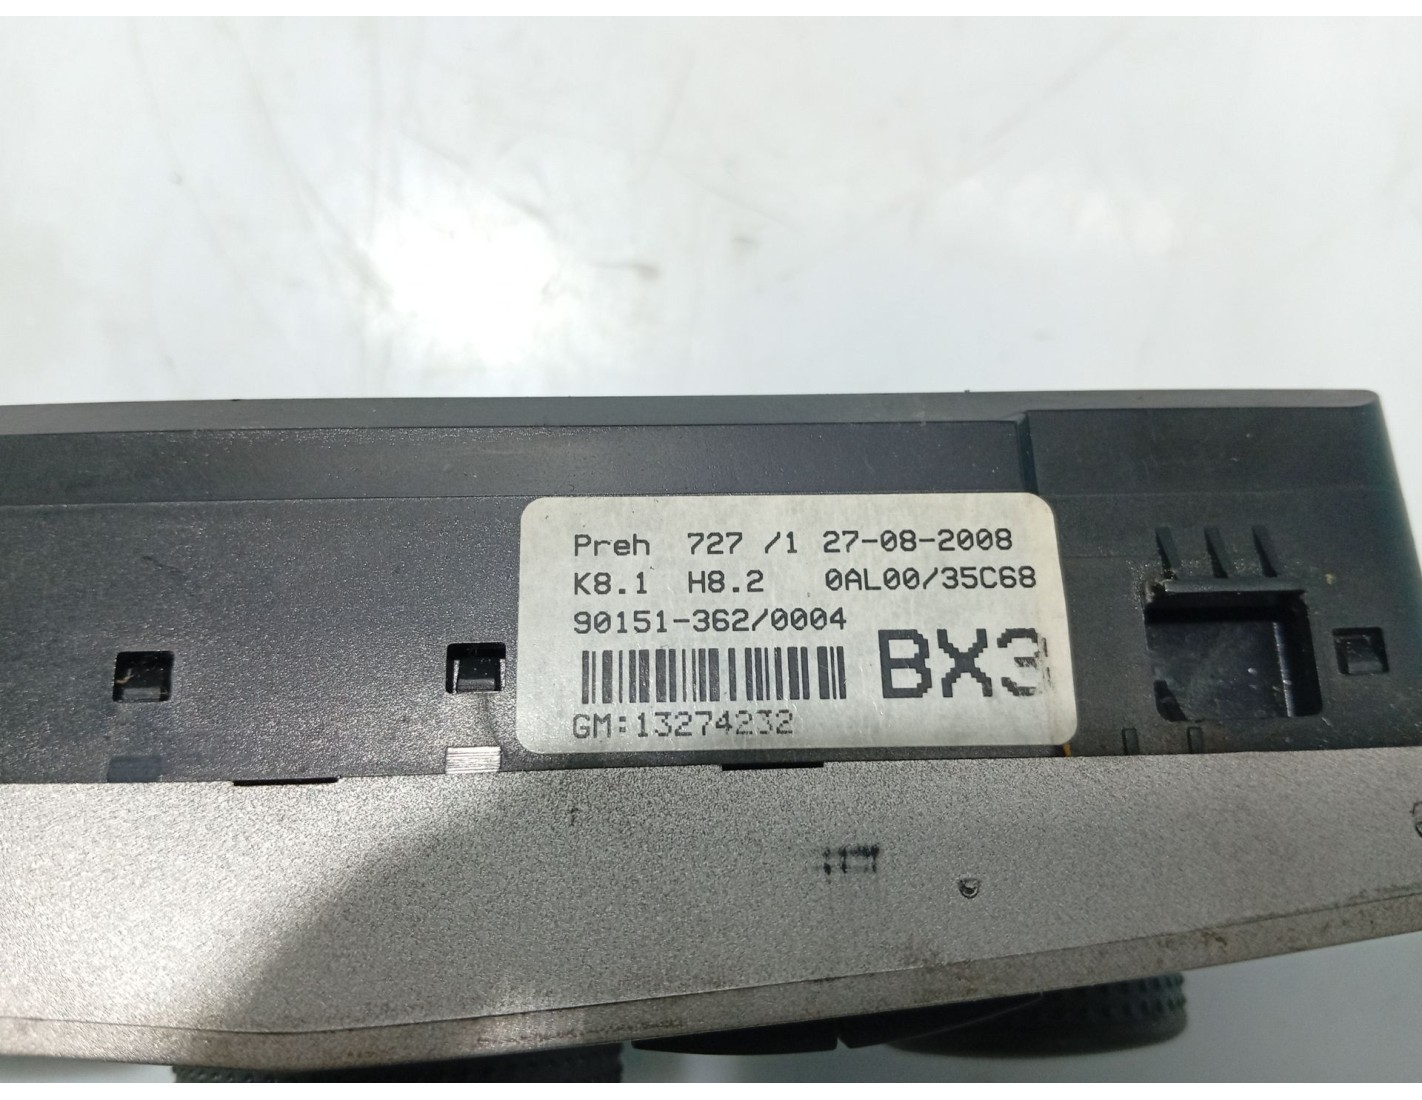 Preh 727 /1 27-08-2008
K8.1 H8.2 0AL00/35C68
90151-362/0004
BX3
GM:13274232